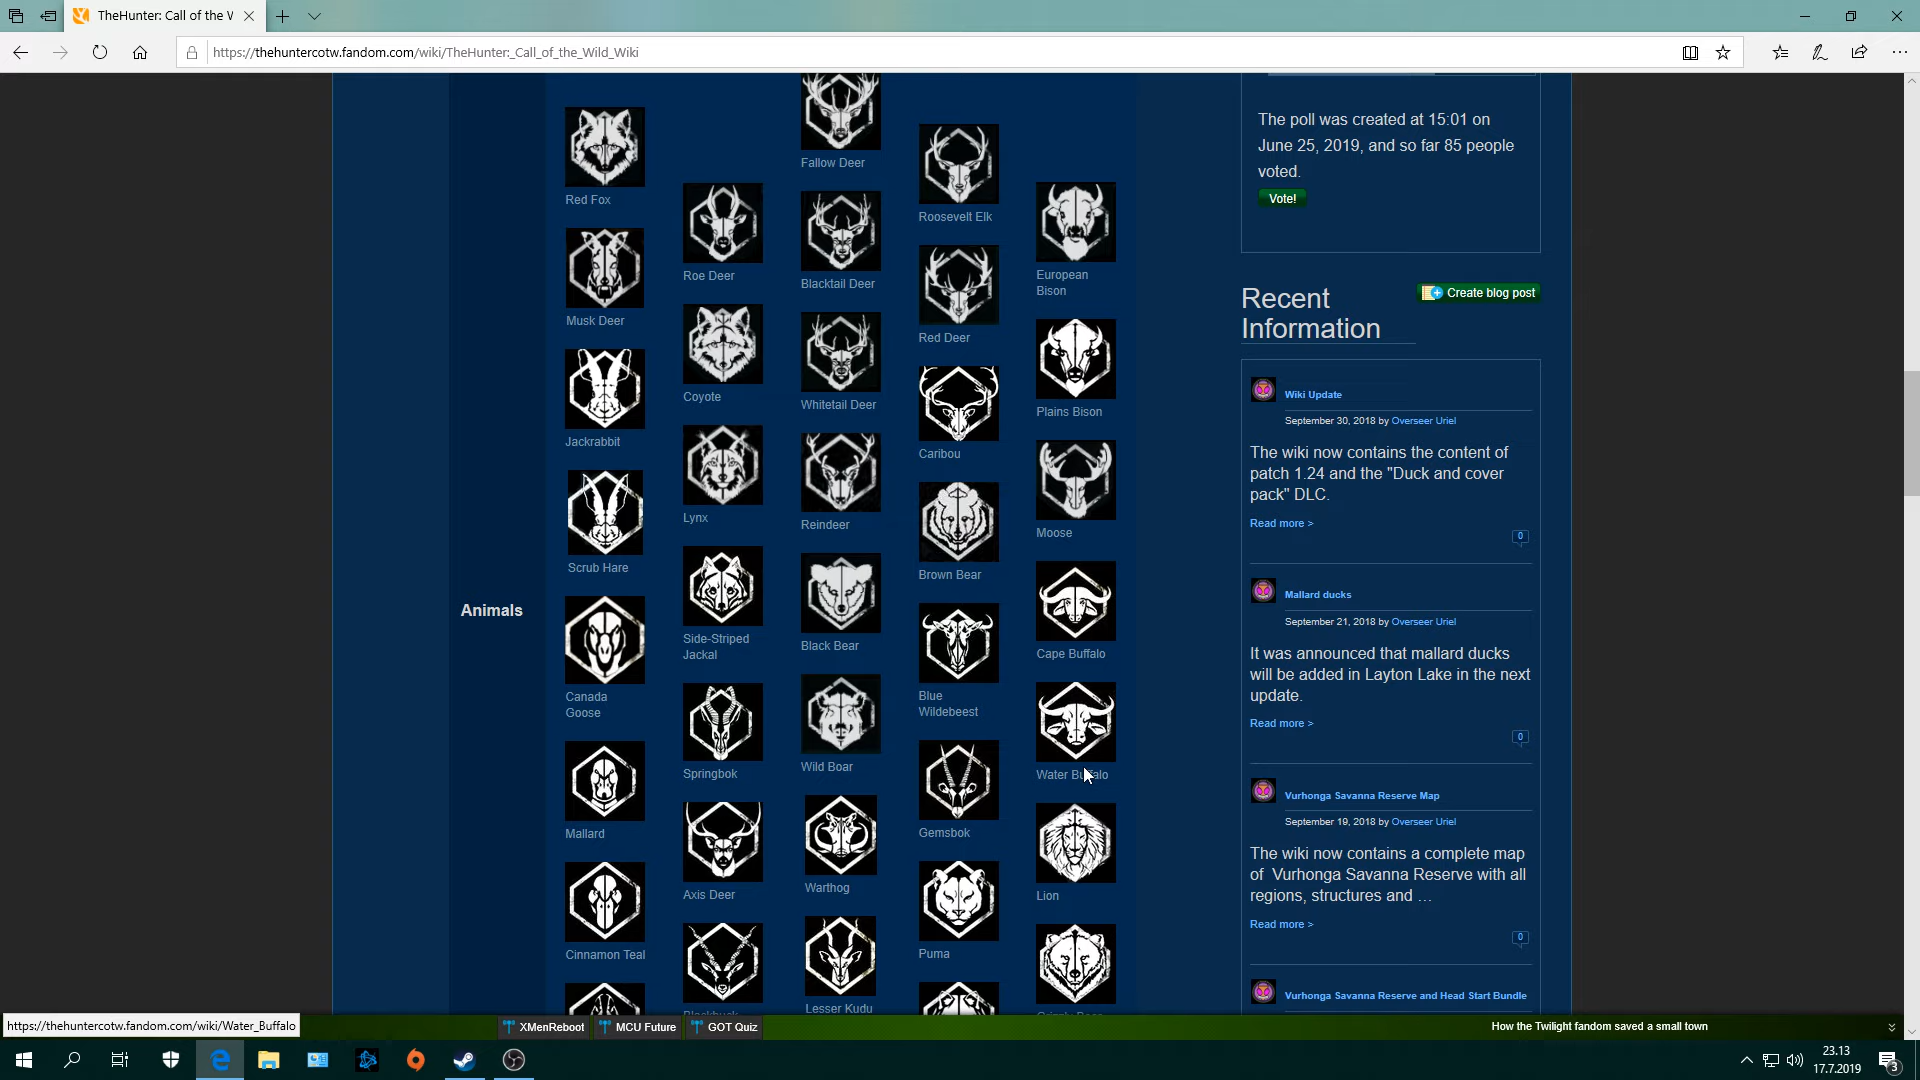 TheHunter: Call of the W
https://thehuntercotw.fandom.com/wiki/TheHunter:_Call_of_the_Wild_Wiki
Animals
Red Fox
Musk Deer
Jackrabbit
Scrub Hare
Canada
Goose
Mallard
Cinnamon Teal
Roe Deer
Coyote
Lynx
Side-Striped
Jackal
Springbok
Axis Deer
Blackbuck
Fallow Deer
Blacktail Deer
Whitetail Deer
Reindeer
Black Bear
Wild Boar
Warthog
Lesser Kudu
Roosevelt Elk
Red Deer
Caribou
Brown Bear
Blue
Wildebeest
Gemsbok
Puma
European
Bison
Plains Bison
Moose
Cape Buffalo
Water Buffalo
Lion
Grizzly Bear
The poll was created at 15:01 on
June 25, 2019, and so far 85 people
voted.
Vote!
Recent
Information
Create blog post
Wiki Update
September 30, 2018 by Overseer Uriel
The wiki now contains the content of
patch 1.24 and the "Duck and cover
pack" DLC.
Read more >
0
Mallard ducks
September 21, 2018 by Overseer Uriel
It was announced that mallard ducks
will be added in Layton Lake in the next
update.
Read more >
0
Vurhonga Savanna Reserve Map
September 19, 2018 by Overseer Uriel
The wiki now contains a complete map
of Vurhonga Savanna Reserve with all
regions, structures and ...
Read more >
0
Vurhonga Savanna Reserve and Head Start Bundle
https://thehuntercotw.fandom.com/wiki/Water_Buffalo
XMenReboot
MCU Future
GOT Quiz
How the Twilight fandom saved a small town
23.13
17.7.2019
3